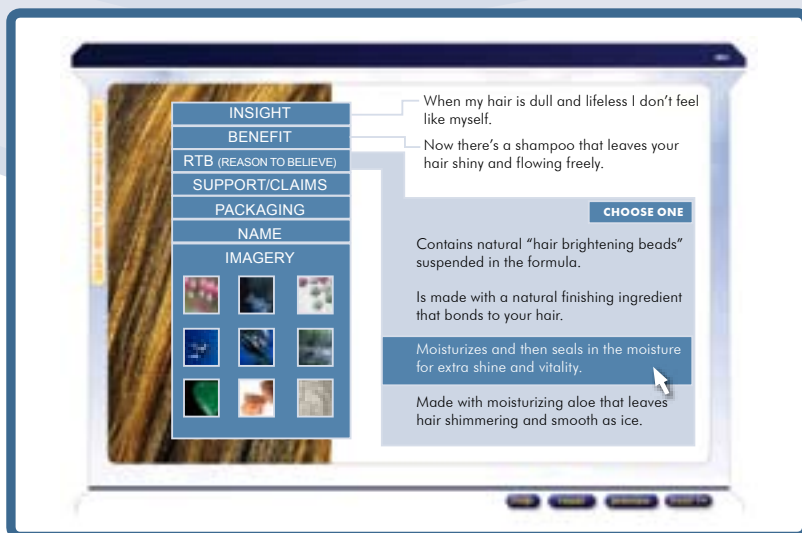 INSIGHT
BENEFIT
RTB (REASON TO BELIEVE)
SUPPORT/CLAIMS
PACKAGING
NAME
IMAGERY
When my hair is dull and lifeless I don’t feel
like myself.
Now there’s a shampoo that leaves your
hair shiny and flowing freely.
CHOOSE ONE
Contains natural “hair brightening beads”
suspended in the formula.
Is made with a natural finishing ingredient
that bonds to your hair.
Moisturizes and then seals in the moisture
for extra shine and vitality.
Made with moisturizing aloe that leaves
hair shimmering and smooth as ice.